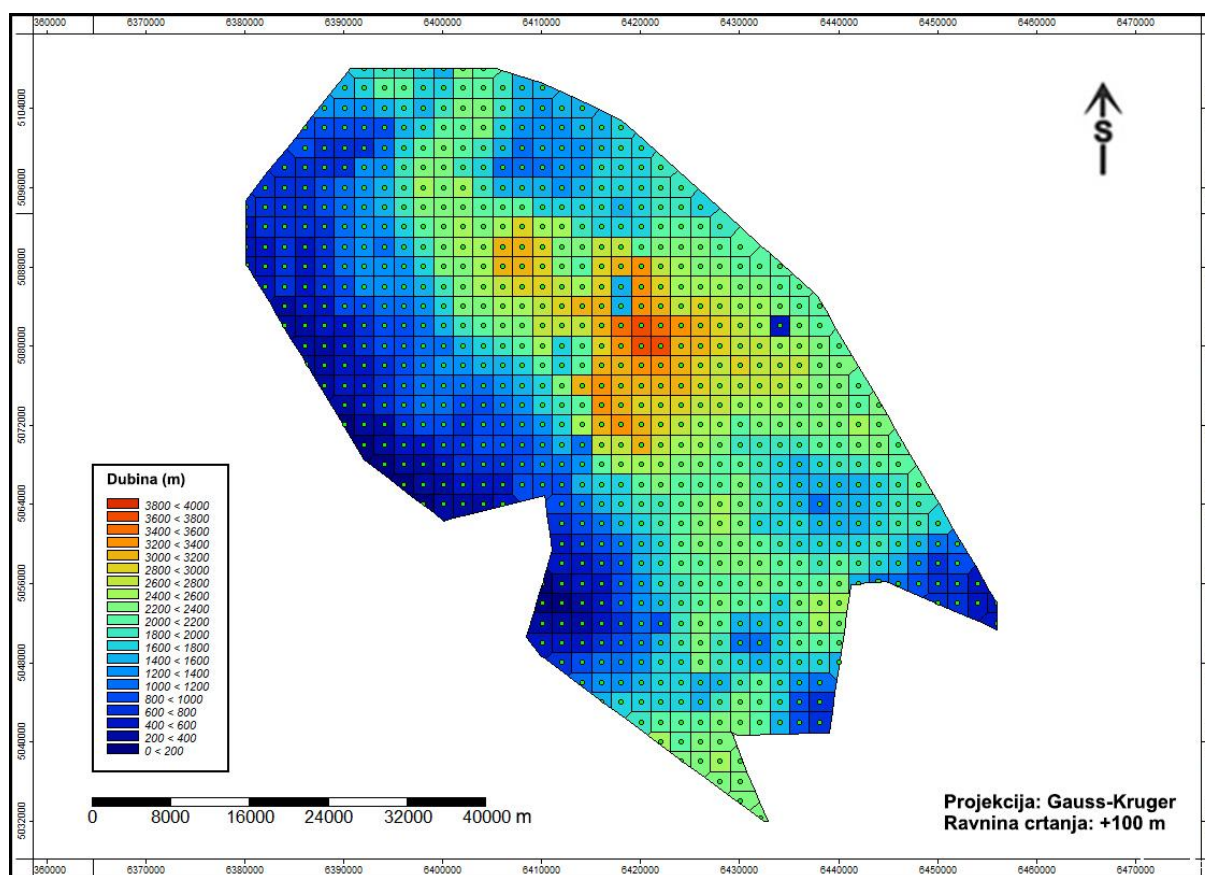 360000 6370000 6380000 6390000 6400000 6410000 6420000 6430000 6440000 6450000 6460000 6470000
5104000
5096000
5088000
5080000
5072000
5064000
5056000
5048000
5040000
5032000
S
Dubina (m)
3800 < 4000
3600 < 3800
3400 < 3600
3200 < 3400
3000 < 3200
2800 < 3000
2600 < 2800
2400 < 2600
2200 < 2400
2000 < 2200
1800 < 2000
1600 < 1800
1400 < 1600
1200 < 1400
1000 < 1200
800 < 1000
600 < 800
400 < 600
200 < 400
0 < 200
0 8000 16000 24000 32000 40000 m
Projekcija: Gauss-Kruger
Ravnina crtanja: +100 m
360000 6370000 6380000 6390000 6400000 6410000 6420000 6430000 6440000 6450000 6460000 6470000